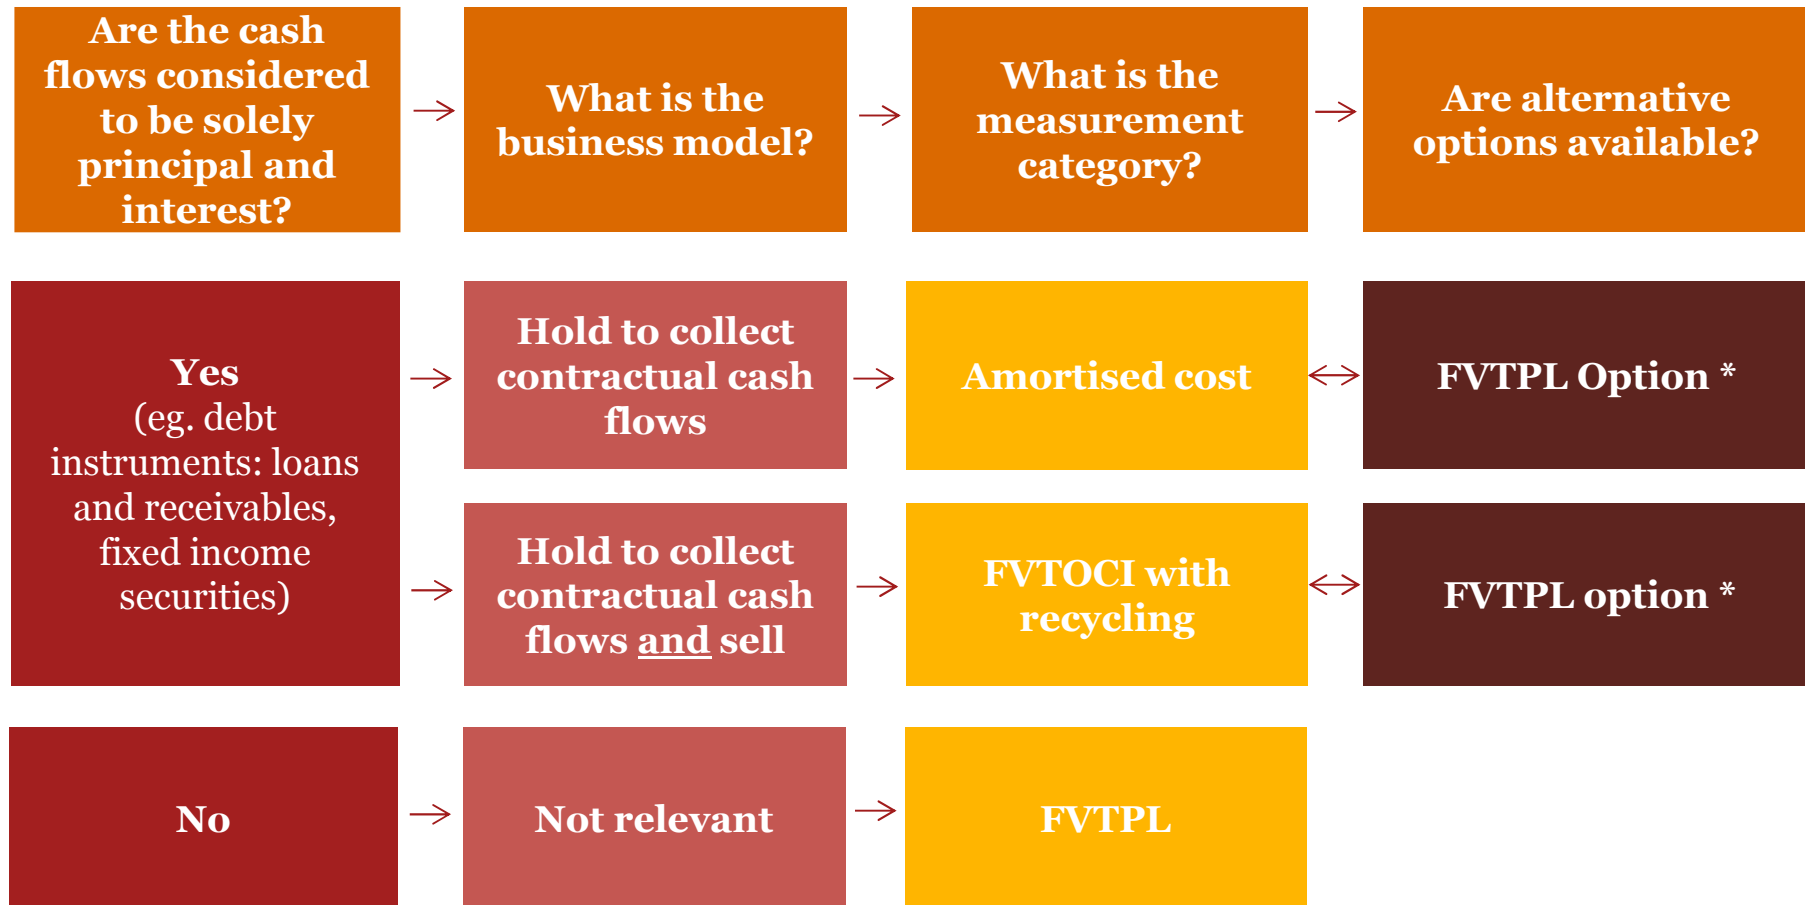 Are the cash
flows considered
to be solely
principal and
interest?
What is the
business model?
What is the
measurement
category?
Are alternative
options available?
Yes
(eg. debt
instruments: loans
and receivables,
fixed income
securities)
Hold to collect
contractual cash
flows
Amortised cost
FVTPL Option *
Hold to collect
contractual cash
flows and sell
FVTOCI with
recycling
FVTPL option *
No
Not relevant
FVTPL